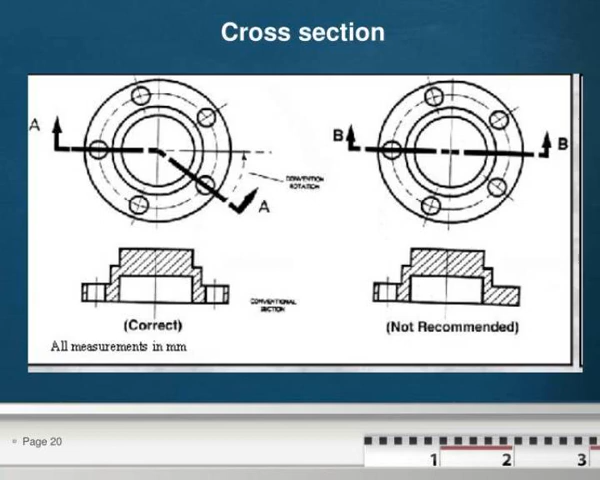 Cross section
A
A
CONVENTION
ROTATION
B
B
CONVENTIONAL
SECTION
(Correct)
(Not Recommended)
All measurements in mm
Page 20
1
2
3